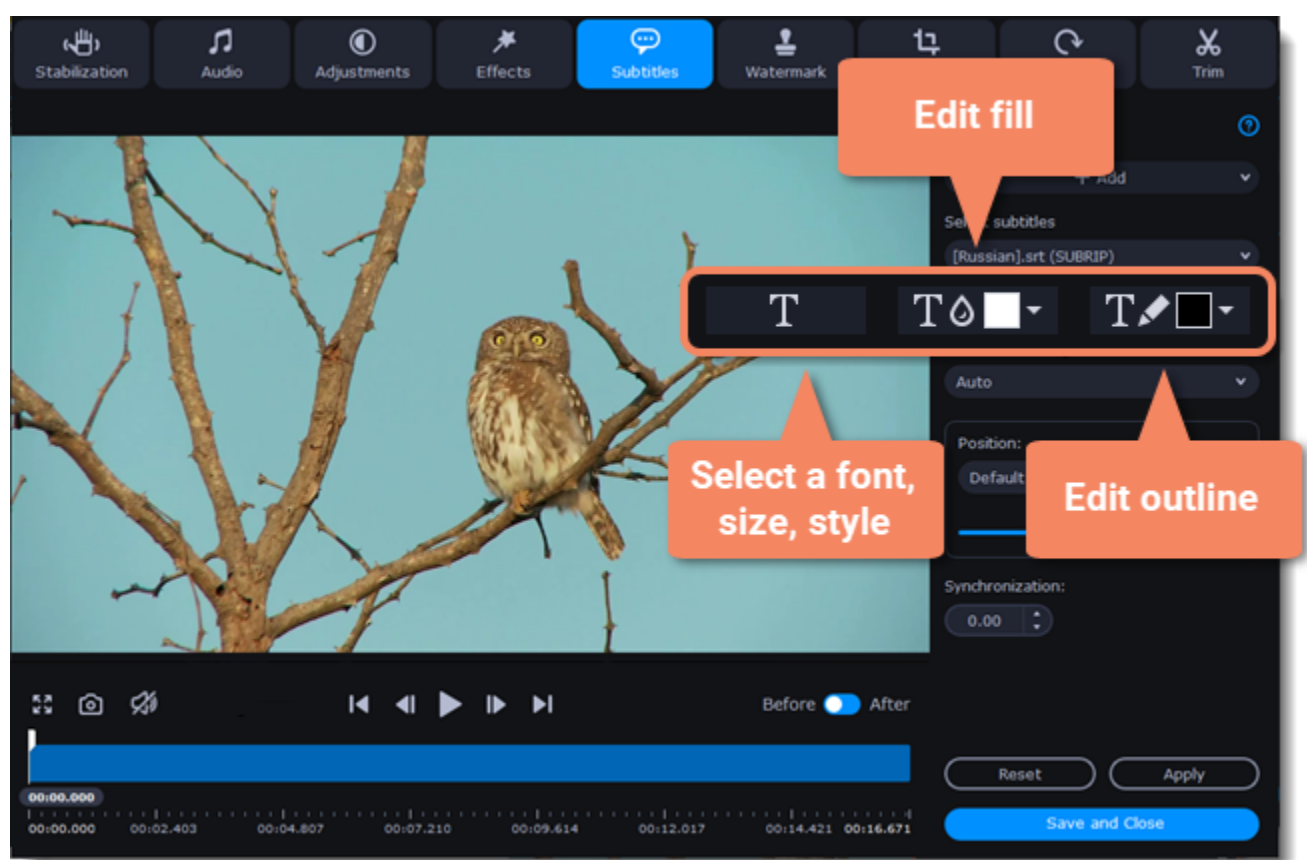 Stabilization
Audio
Adjustments
Effects
Subtitles
Watermark
Trim
Edit fill
Add
subtitles
[Russian].srt (SUBRIP)
T
T
T
Auto
Position:
Default
Select a font,
size, style
Edit outline
Synchronization:
0.00
Before
After
Reset
Apply
Save and Close
00:00.000
00:00.000 00:02.403 00:04.807 00:07.210 00:09.614 00:12.017 00:14.421 00:16.671